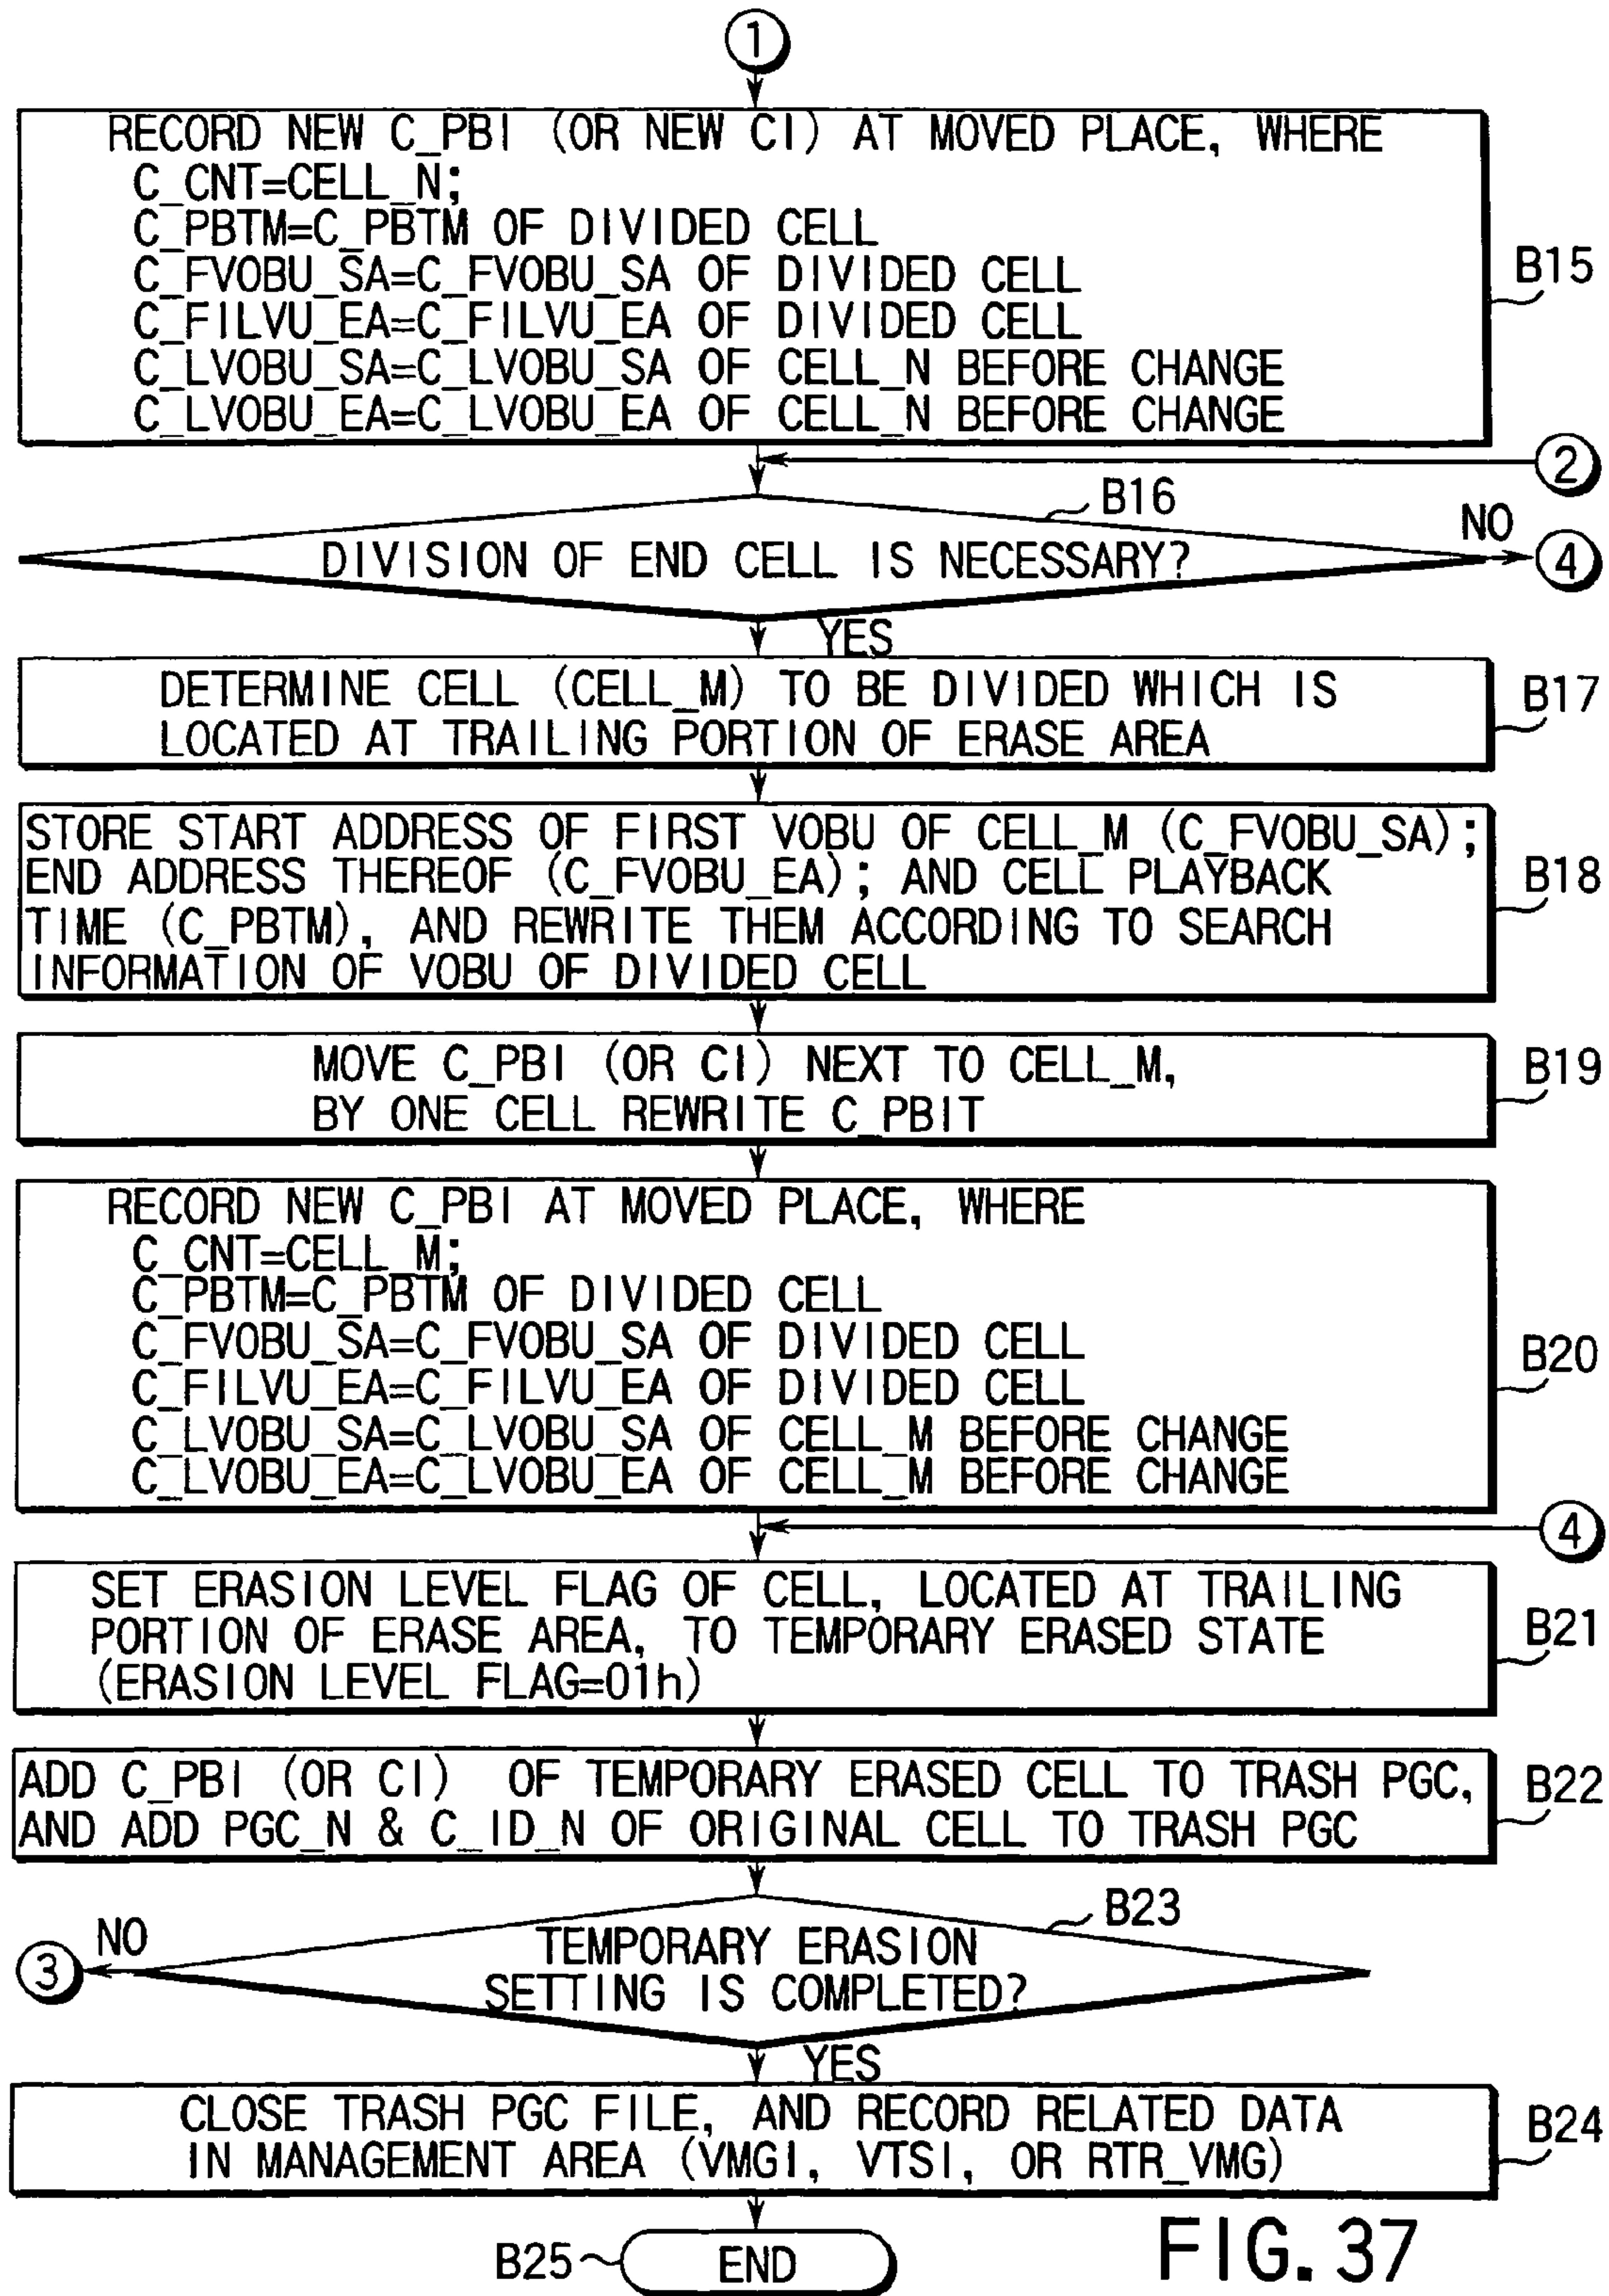 1
RECORD NEW C_PBI (OR NEW CI) AT MOVED PLACE, WHERE
C_CNT=CELL_N;
C_PBTM=C_PBTM OF DIVIDED CELL
C_FVOBU_SA=C_FVOBU_SA OF DIVIDED CELL
C_FILVU_EA=C_FILVU_EA OF DIVIDED CELL
C_LVOBU_SA=C_LVOBU_SA OF CELL_N BEFORE CHANGE
C_LVOBU_EA=C_LVOBU_EA OF CELL_N BEFORE CHANGE
B15
2
B16
DIVISION OF END CELL IS NECESSARY?
NO
4
YES
DETERMINE CELL (CELL_M) TO BE DIVIDED WHICH IS
LOCATED AT TRAILING PORTION OF ERASE AREA
B17
STORE START ADDRESS OF FIRST VOBU OF CELL_M (C_FVOBU_SA);
END ADDRESS THEREOF (C_FVOBU_EA); AND CELL PLAYBACK
TIME (C_PBTM), AND REWRITE THEM ACCORDING TO SEARCH
INFORMATION OF VOBU OF DIVIDED CELL
B18
MOVE C_PBI (OR CI) NEXT TO CELL_M,
BY ONE CELL REWRITE C_PBIT
B19
RECORD NEW C_PBI AT MOVED PLACE, WHERE
C_CNT=CELL_M;
C_PBTM=C_PBTM OF DIVIDED CELL
C_FVOBU_SA=C_FVOBU_SA OF DIVIDED CELL
C_FILVU_EA=C_FILVU_EA OF DIVIDED CELL
C_LVOBU_SA=C_LVOBU_SA OF CELL_M BEFORE CHANGE
C_LVOBU_EA=C_LVOBU_EA OF CELL_M BEFORE CHANGE
B20
4
SET ERASION LEVEL FLAG OF CELL, LOCATED AT TRAILING
PORTION OF ERASE AREA, TO TEMPORARY ERASED STATE
(ERASION LEVEL FLAG=01h)
B21
ADD C_PBI (OR CI) OF TEMPORARY ERASED CELL TO TRASH PGC,
AND ADD PGC_N & C_ID_N OF ORIGINAL CELL TO TRASH PGC
B22
B23
TEMPORARY ERASION
SETTING IS COMPLETED?
NO
3
YES
CLOSE TRASH PGC FILE, AND RECORD RELATED DATA
IN MANAGEMENT AREA (VMGI, VTSI, OR RTR_VMG)
B24
B25
END
FIG. 37